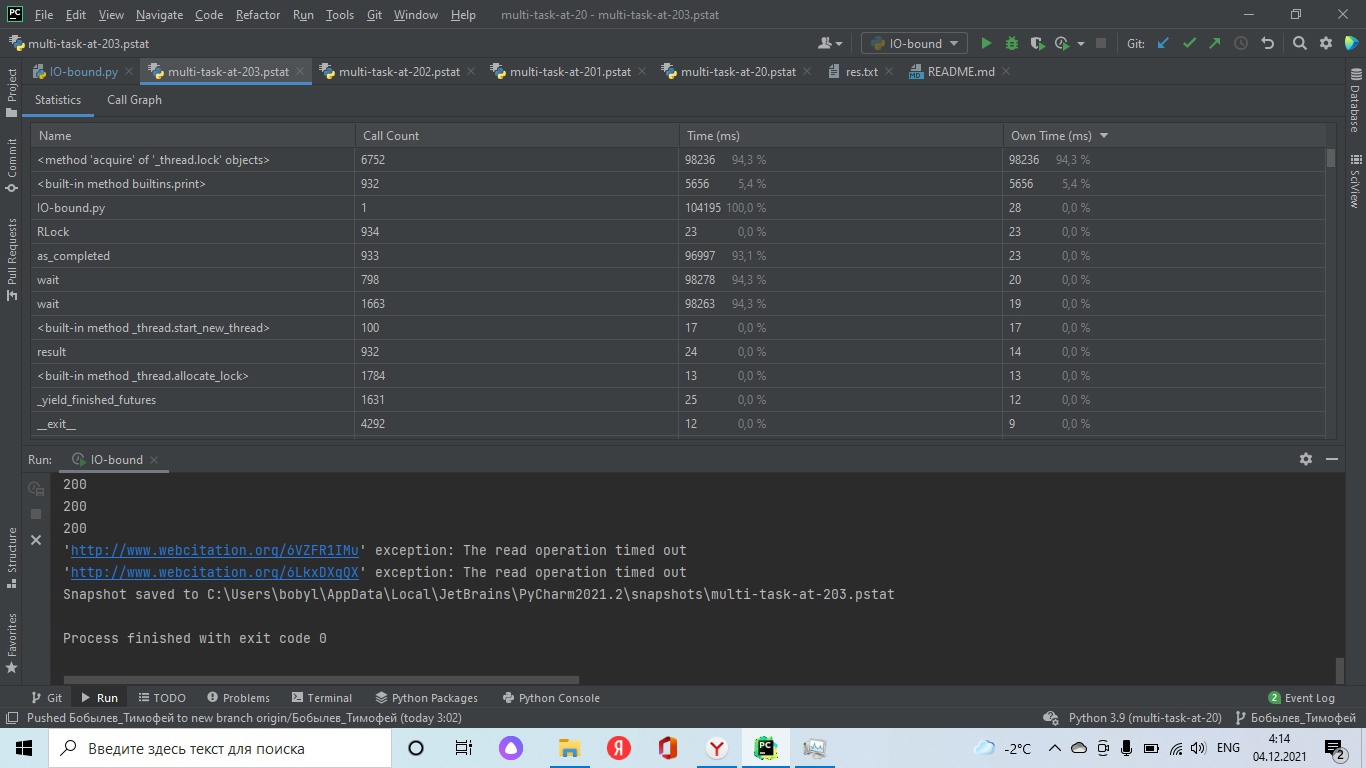 PC File Edit View Navigate Code Refactor Run Tools Git Window Help multi-task-at-20 - multi-task-at-203.pstat
multi-task-at-203.pstat IO-bound Git:
IO-bound.py multi-task-at-203.pstat multi-task-at-202.pstat multi-task-at-201.pstat multi-task-at-20.pstat res.txt README.md
Statistics Call Graph
Name Call Count Time (ms) Own Time (ms)
<method 'acquire' of '_thread.lock' objects> 6752 98236 94,3 % 98236 94,3 %
<built-in method builtins.print> 932 5656 5,4 % 5656 5,4 %
IO-bound.py 1 104195 100,0 % 28 0,0 %
RLock 934 23 0,0 % 23 0,0 %
as_completed 933 96997 93,1 % 23 0,0 %
wait 798 98278 94,3 % 20 0,0 %
wait 1663 98263 94,3 % 19 0,0 %
<built-in method _thread.start_new_thread> 100 17 0,0 % 17 0,0 %
result 932 24 0,0 % 14 0,0 %
<built-in method _thread.allocate_lock> 1784 13 0,0 % 13 0,0 %
_yield_finished_futures 1631 25 0,0 % 12 0,0 %
__exit__ 4292 12 0,0 % 9 0,0 %
Project
Commit
Pull Requests
Structure
Favorites
Database
SciView
Run: IO-bound
200
200
200
'http://www.webcitation.org/6VZFR1IMu' exception: The read operation timed out
'http://www.webcitation.org/6LkxDXqQX' exception: The read operation timed out
Snapshot saved to C:\Users\bobyl\AppData\Local\JetBrains\PyCharm2021.2\snapshots\multi-task-at-203.pstat
Process finished with exit code 0
Git Run TODO Problems Terminal Python Packages Python Console 2 Event Log
Pushed Бобылев_Тимофей to new branch origin/Бобылев_Тимофей (today 3:02) Python 3.9 (multi-task-at-20) Бобылев_Тимофей
Введите здесь текст для поиска Я Y PC -2°C ENG 4:14
04.12.2021 2